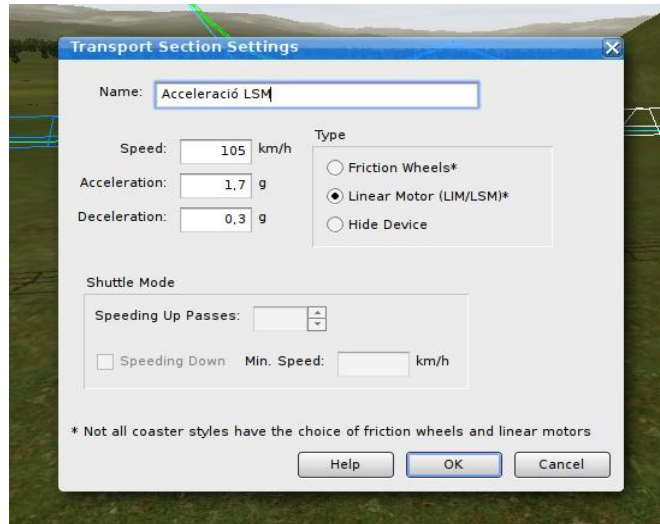 Transport Section Settings
Name: Acceleració LSM
Speed: 105 km/h
Acceleration: 1,7 g
Deceleration: 0,3 g
Type
Friction Wheels*
Linear Motor (LIM/LSM)*
Hide Device
Shuttle Mode
Speeding Up Passes:
Speeding Down Min. Speed: km/h
* Not all coaster styles have the choice of friction wheels and linear motors
Help OK Cancel